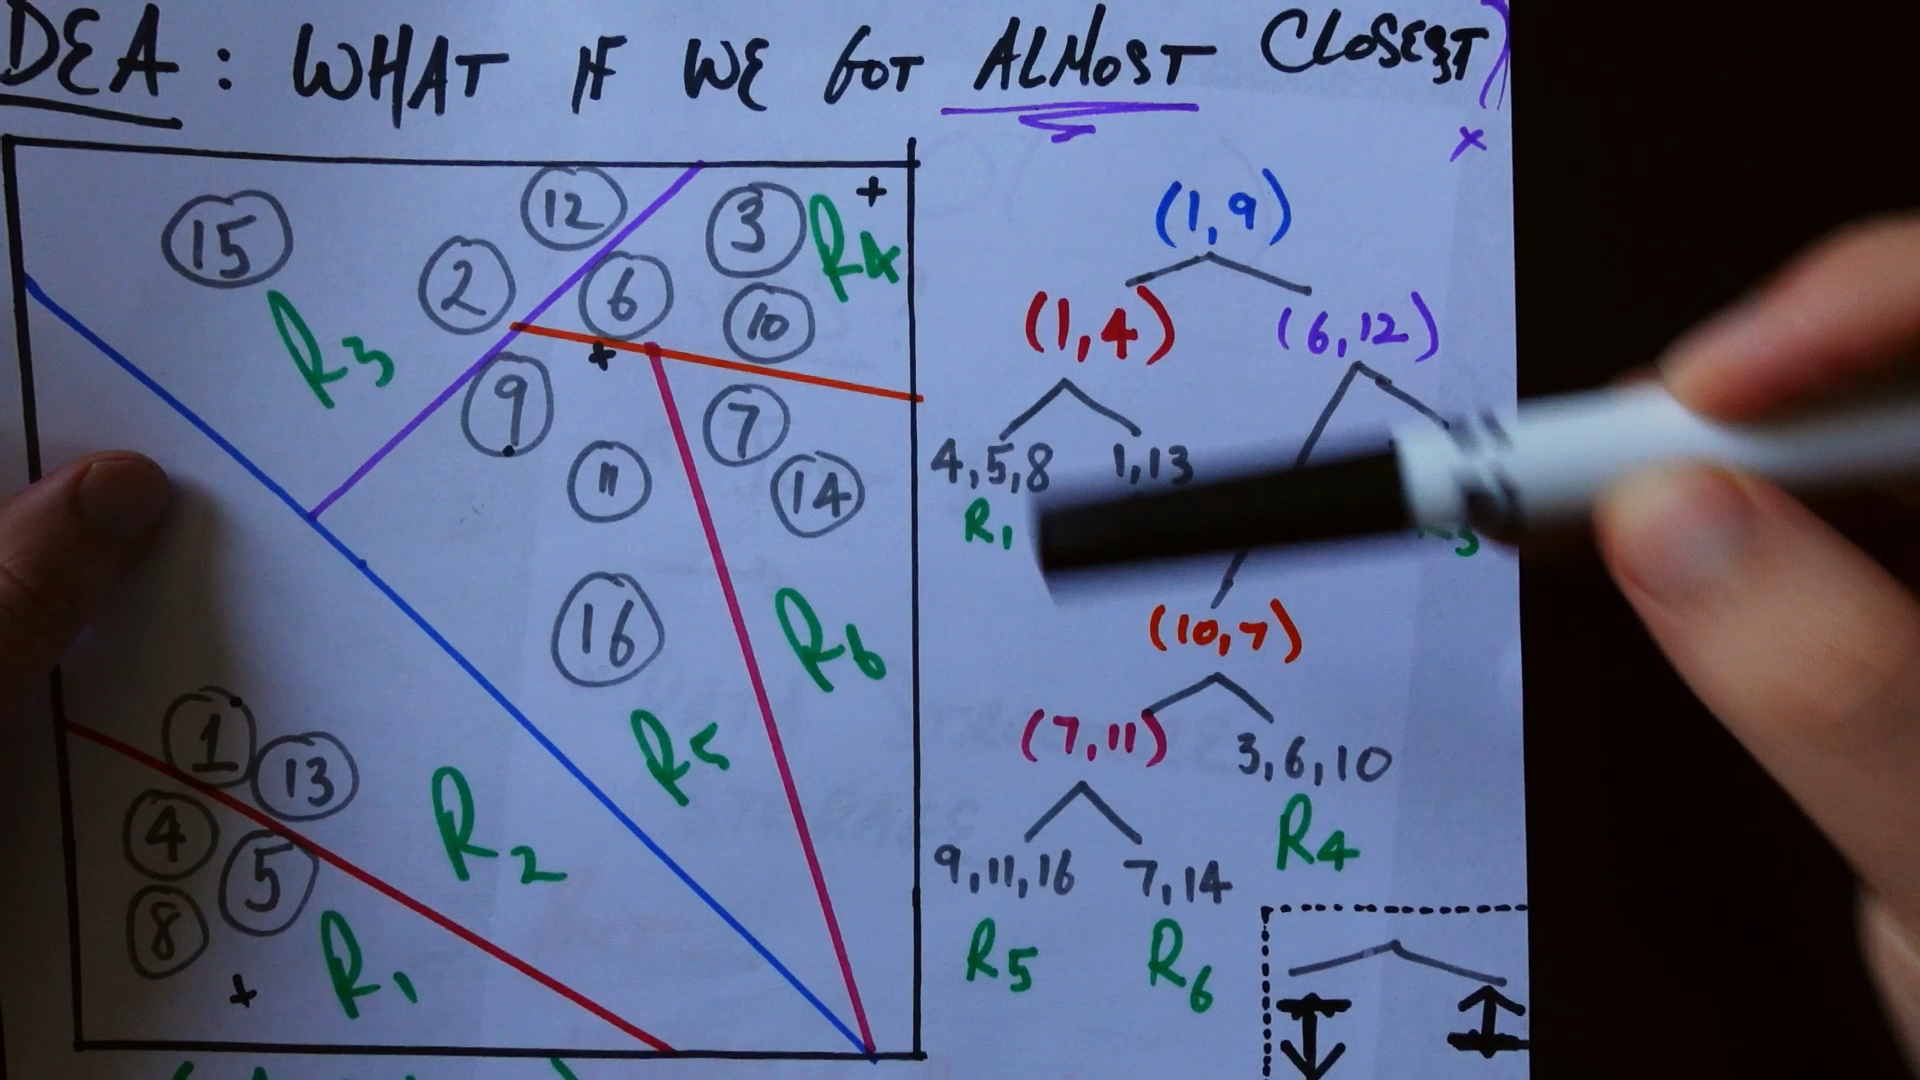 DEA: WHAT IF WE GOT ALMOST CLOSEST)
x
12 3 +
15 R4
2 6 10
R3 +
9 7
11 14
16 R6
R5
1 13
4 5 R2
8 R1
+
(1,9)
(1,4) (6,12)
4,5,8 1,13
R1 R3
(10,7)
(7,11) 3,6,10
R4
9,11,16 7,14
R5 R6